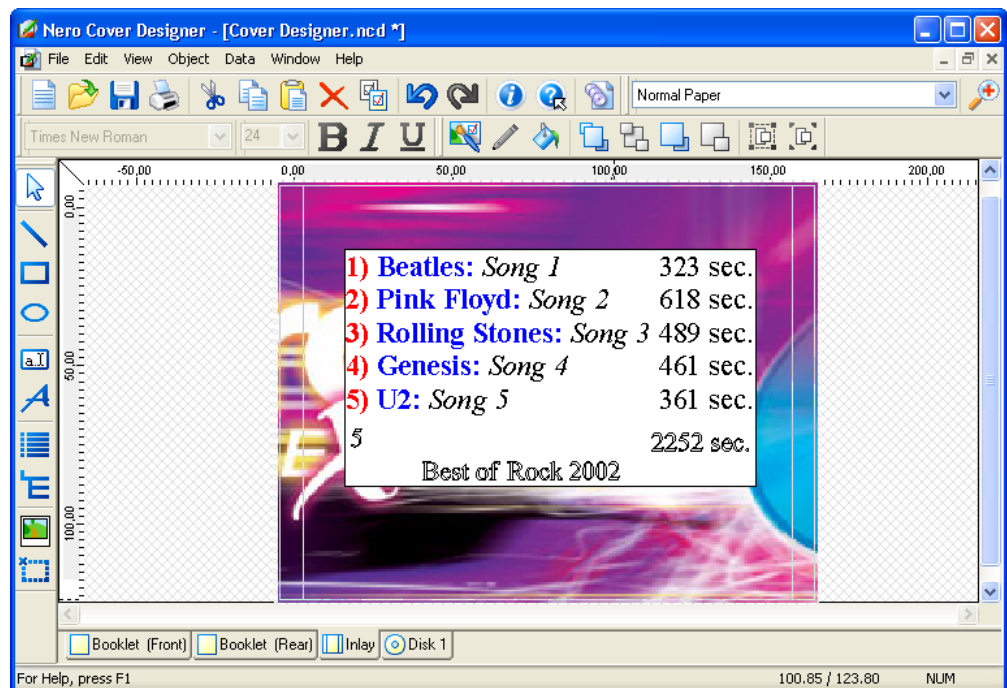 Nero Cover Designer - [Cover Designer.ncd *]
File Edit View Object Data Window Help
Normal Paper
Times New Roman 24 B I U
-50,00 0,00 50,00 100,00 150,00 200,00
0,00
50,00
100,00
a.I
A
E
1) Beatles: Song 1 323 sec.
2) Pink Floyd: Song 2 618 sec.
3) Rolling Stones: Song 3 489 sec.
4) Genesis: Song 4 461 sec.
5) U2: Song 5 361 sec.
5 2252 sec.
Best of Rock 2002
Booklet (Front) Booklet (Rear) Inlay Disk 1
For Help, press F1 100.85 / 123.80 NUM